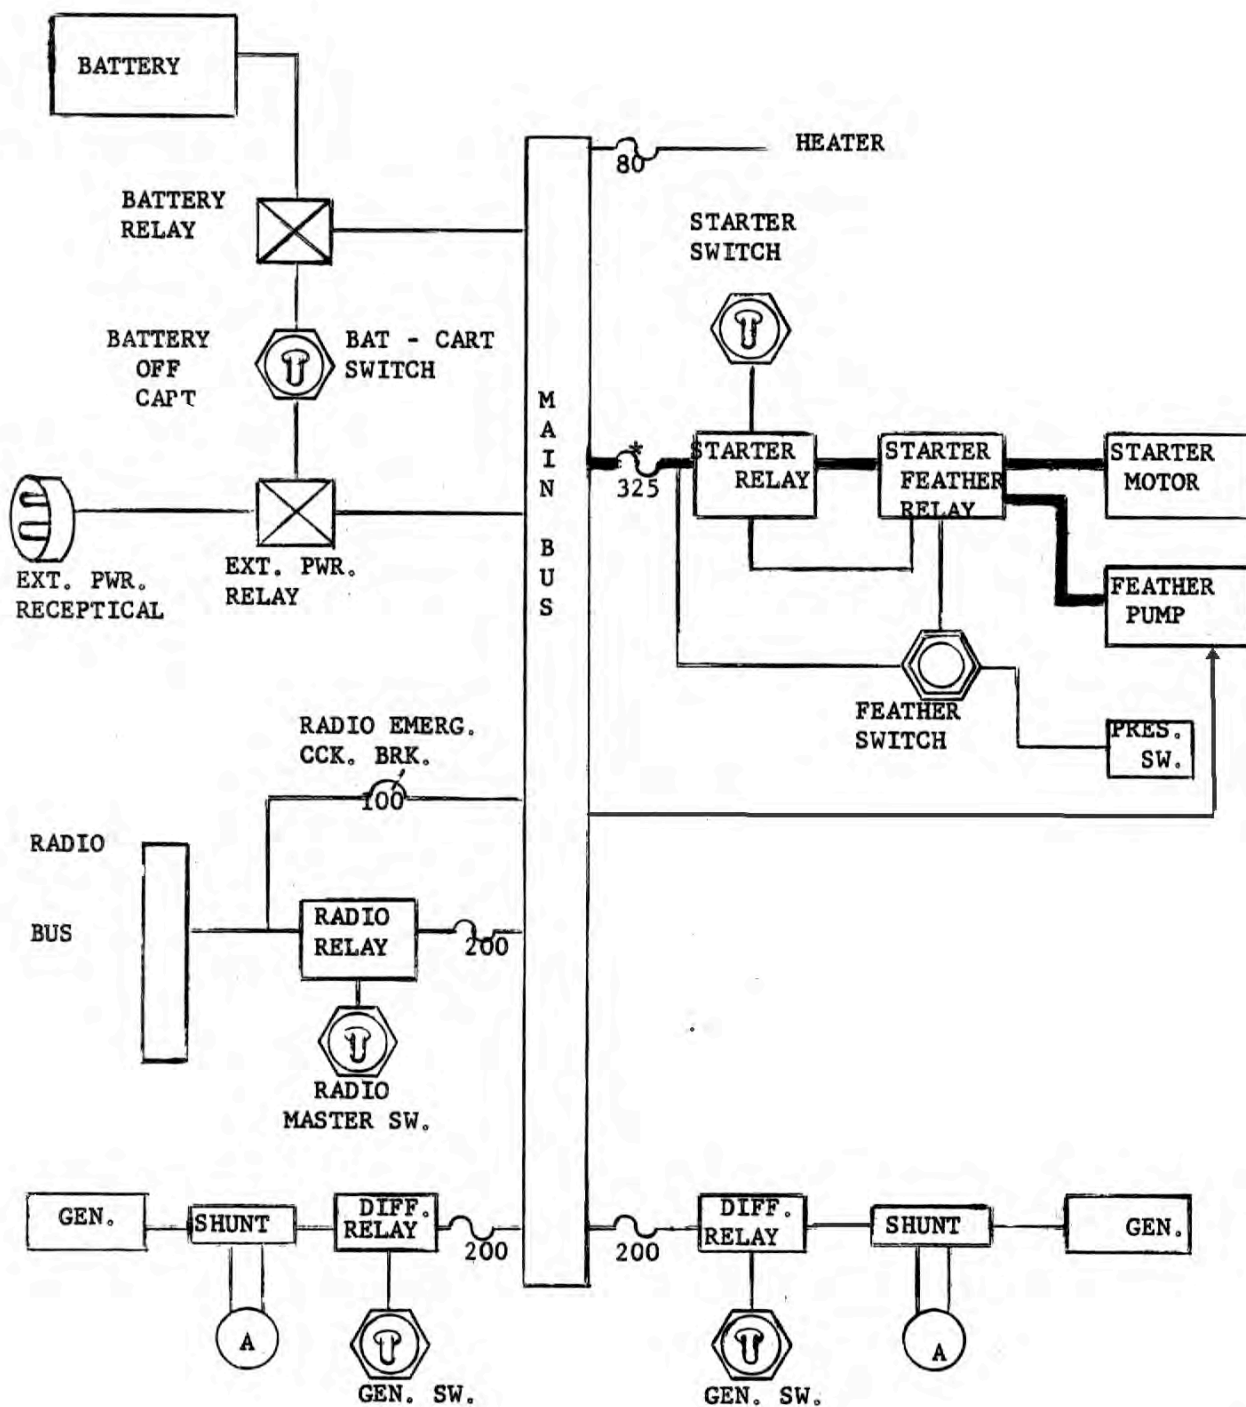 BATTERY
HEATER
80
BATTERY
RELAY
STARTER
SWITCH
BATTERY
OFF
CAPT
BAT - CART
SWITCH
MAIN BUS
*
325
STARTER
RELAY
STARTER
FEATHER
RELAY
STARTER
MOTOR
EXT. PWR.
RECEPTICAL
EXT. PWR.
RELAY
FEATHER
PUMP
FEATHER
SWITCH
PRES.
SW.
RADIO EMERG.
CCK. BRK.
100
RADIO
BUS
RADIO
RELAY
200
RADIO
MASTER SW.
GEN.
SHUNT
DIFF.
RELAY
200
200
DIFF.
RELAY
SHUNT
GEN.
A
GEN. SW.
GEN. SW.
A